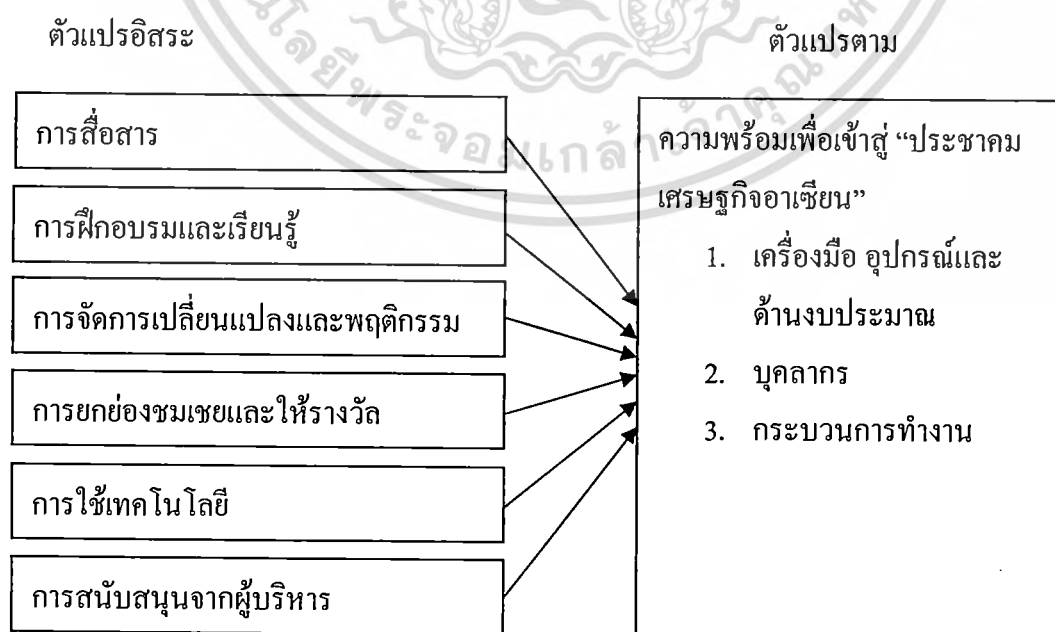 ตัวแปรอิสระ
ตัวแปรตาม
การสื่อสาร
การฝึกอบรมและเรียนรู้
การจัดการเปลี่ยนแปลงและพฤติกรรม
การยกย่องชมเชยและให้รางวัล
การใช้เทคโนโลยี
การสนับสนุนจากผู้บริหาร
ความพร้อมเพื่อเข้าสู่ “ประชาคม
เศรษฐกิจอาเซียน”
1. เครื่องมือ อุปกรณ์และ
ด้านงบประมาณ
2. บุคลากร
3. กระบวนการทำงาน